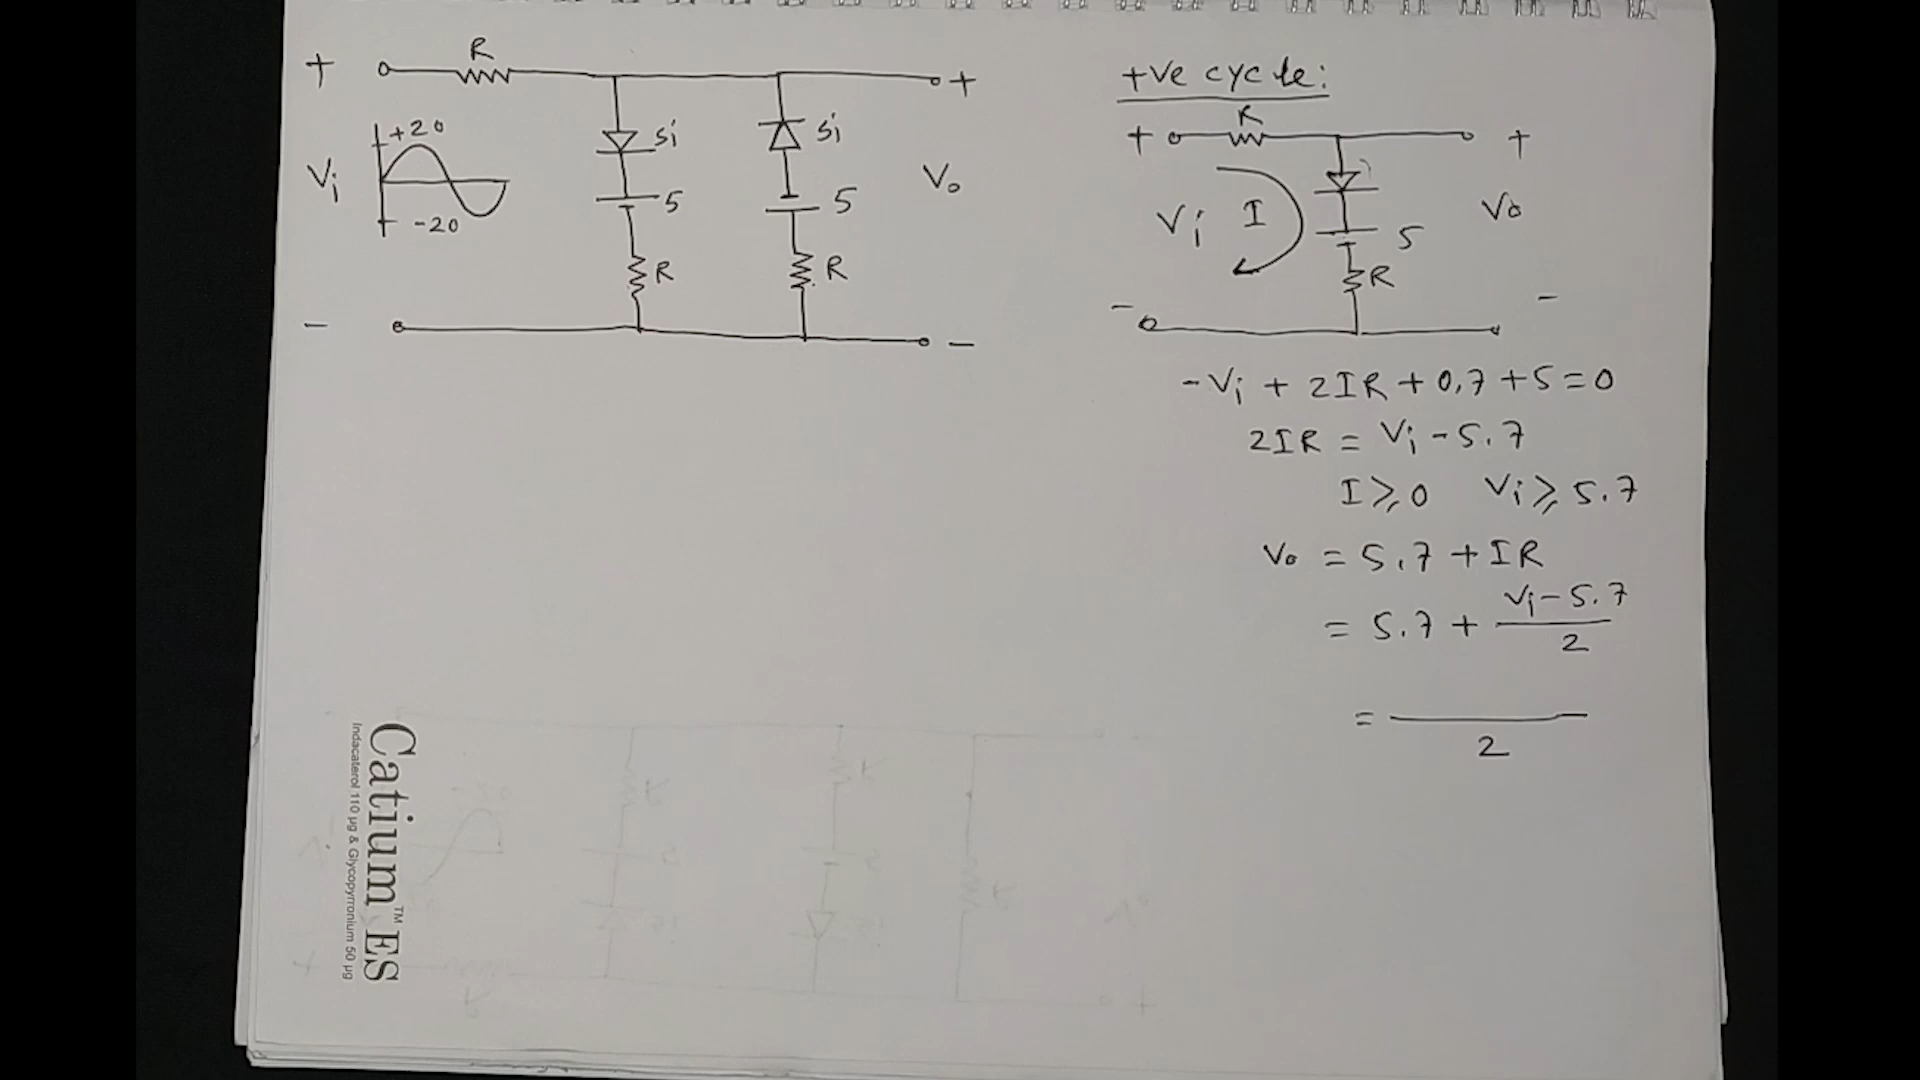 R
+ +
+20
Si Si
Vi 5 5 Vo
-20
R R
- -
+ve cycle:
R
+ +
Vi I 5 Vo
R
- -
-Vi + 2IR + 0.7 + 5 = 0
2IR = Vi - 5.7
I ≥ 0 Vi ≥ 5.7
Vo = 5.7 + IR
= 5.7 + (Vi - 5.7)/2
= /2
Catium™ ES
Indacaterol 110 µg & Glycopyrronium 50 µg